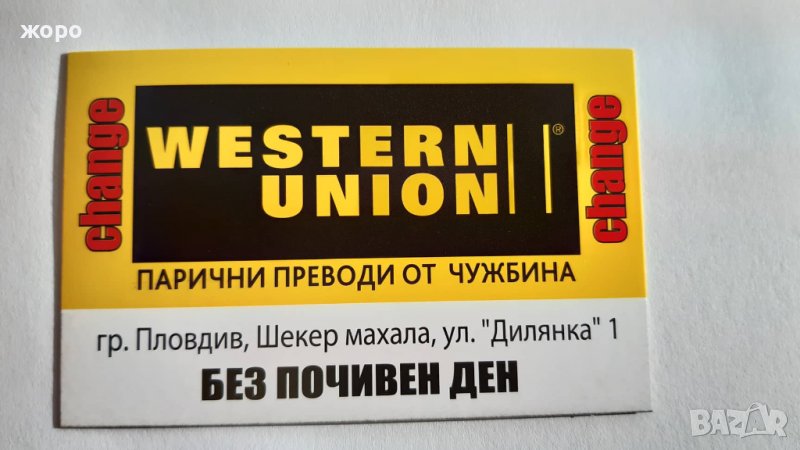 жоро
change
WESTERN
UNION
®
change
ПАРИЧНИ ПРЕВОДИ ОТ ЧУЖБИНА
гр. Пловдив, Шекер махала, ул. "Дилянка" 1
БЕЗ ПОЧИВЕН ДЕН
BAZAR